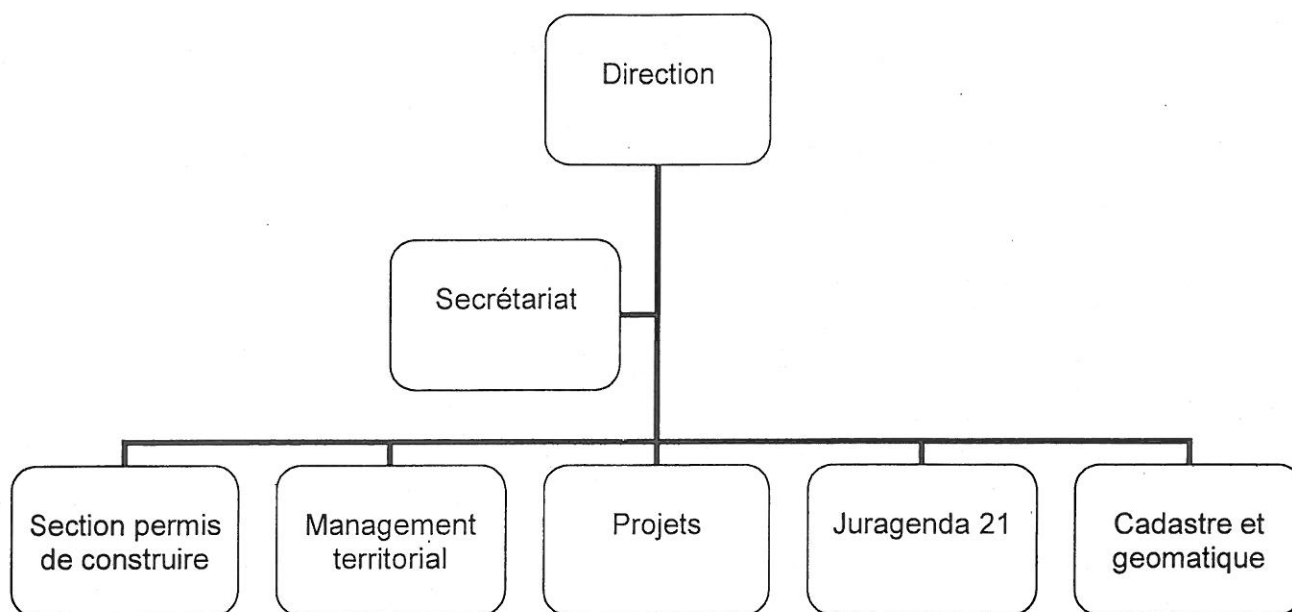 Direction
Secrétariat
Section permis
de construire
Management
territorial
Projets
Juragenda 21
Cadastre et
geomatique